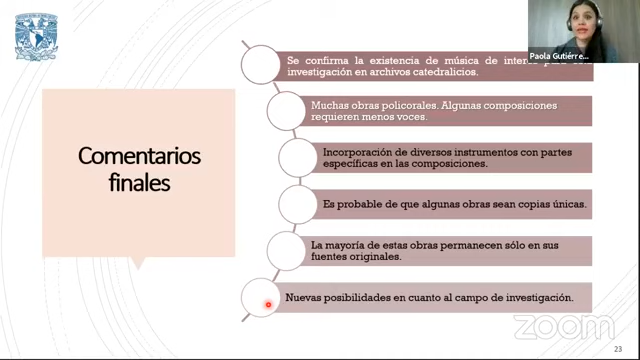 Paola Gutiérre...
Comentarios
finales
Se confirma la existencia de música de interés para
investigación en archivos catedralicios.
Muchas obras policorales. Algunas composiciones
requieren menos voces.
Incorporación de diversos instrumentos con partes
específicas en las composiciones.
Es probable de que algunas obras sean copias únicas.
La mayoría de estas obras permanecen sólo en sus
fuentes originales.
Nuevas posibilidades en cuanto al campo de investigación.
zoom
23